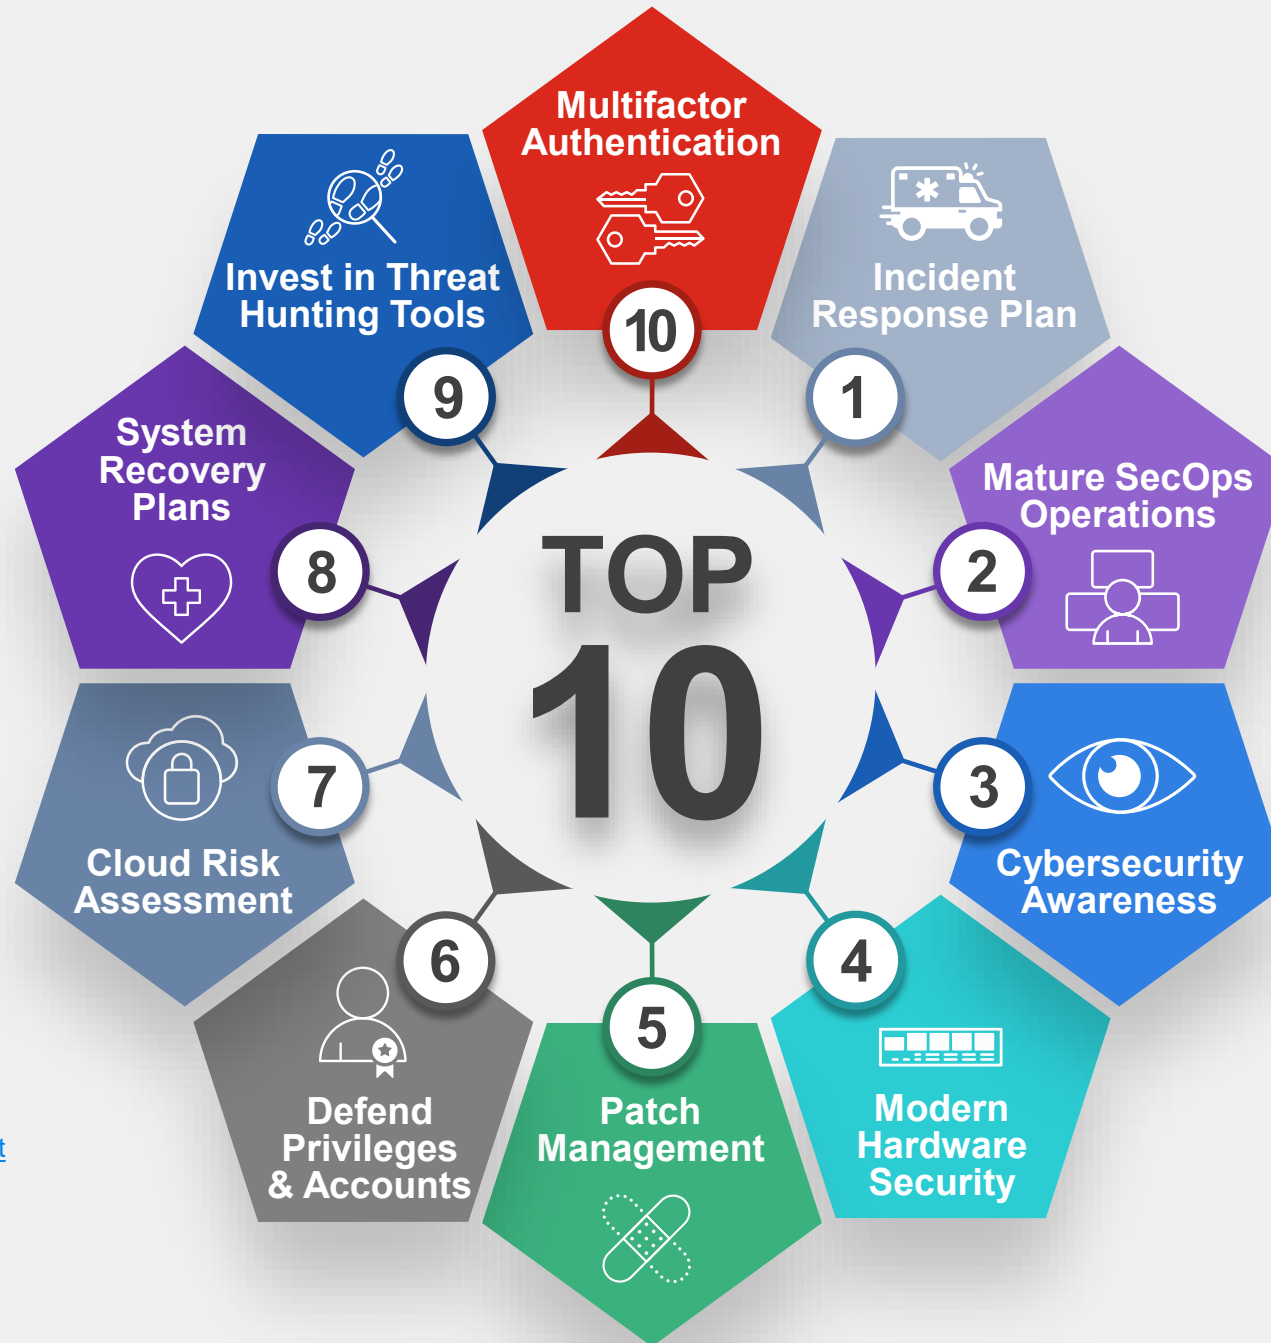 TOP
10
Multifactor
Authentication
10
Incident
Response Plan
1
Mature SecOps
Operations
2
Cybersecurity
Awareness
3
Modern
Hardware
Security
4
Patch
Management
5
Defend
Privileges
& Accounts
6
Cloud Risk
Assessment
7
System
Recovery
Plans
8
Invest in Threat
Hunting Tools
9
t